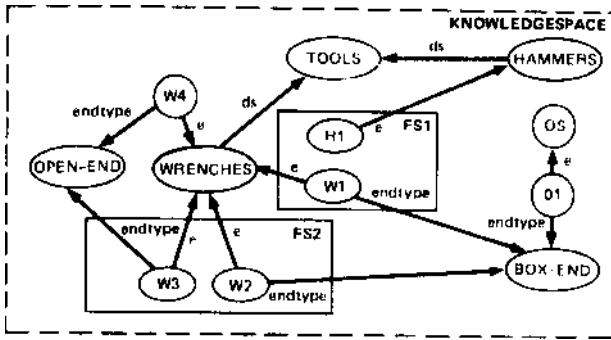 KNOWLEDGESPACE
TOOLS
ds
HAMMERS
W4
ds
endtype
e
FS1
H1
e
OS
OPEN-END
WRENCHES
e
W1
endtype
e
01
endtype
endtype
e
e
FS2
W3
W2
endtype
BOX-END